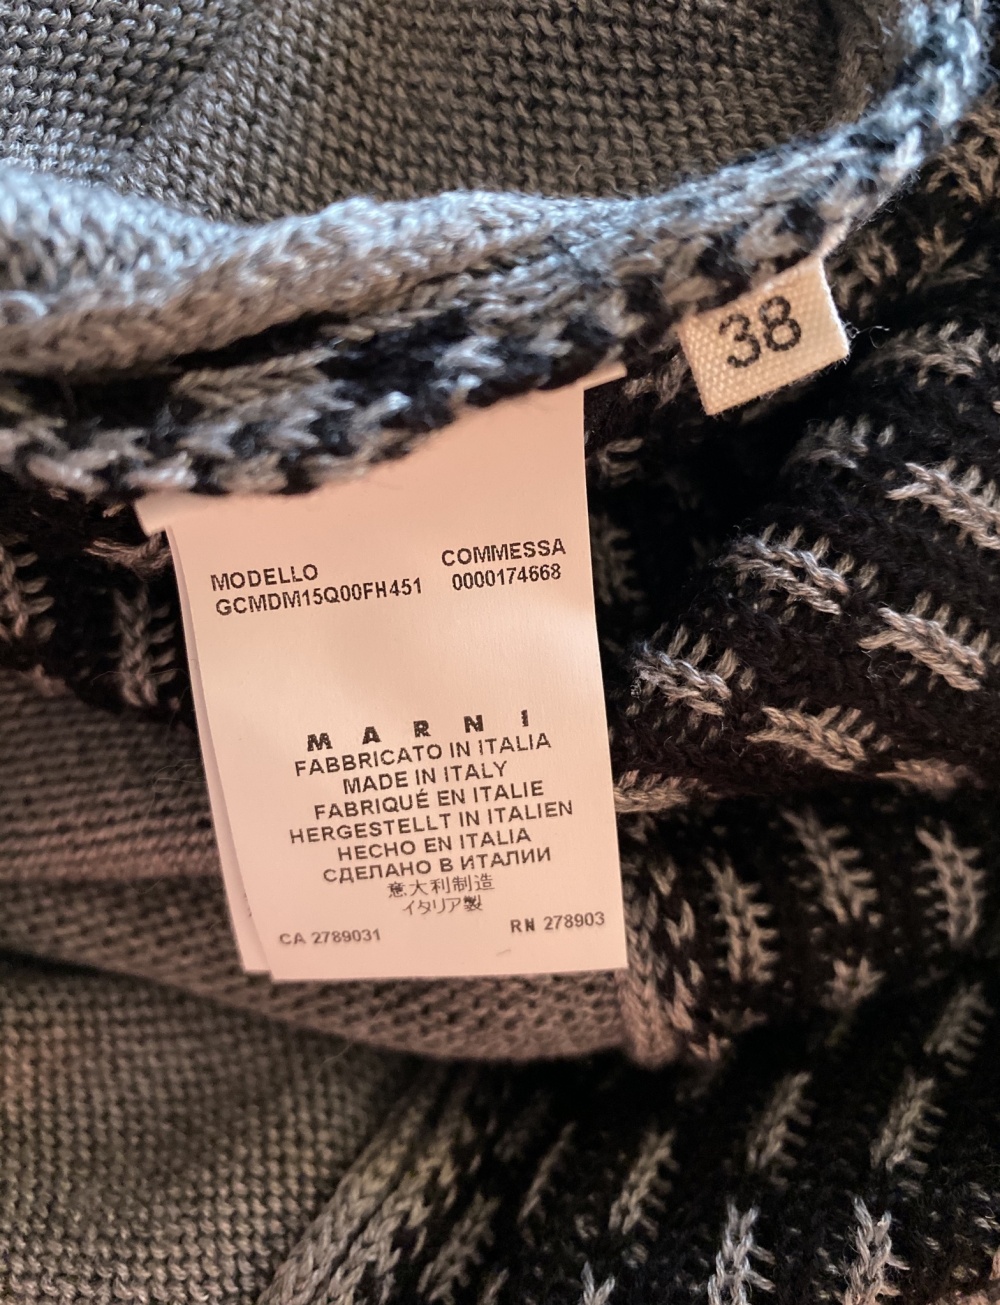 38
MODELLO
GCMDM15Q00FH451
COMMESSA
0000174668
MARNI
FABBRICATO IN ITALIA
MADE IN ITALY
FABRIQUÉ EN ITALIE
HERGESTELLT IN ITALIEN
HECHO EN ITALIA
СДЕЛАНО В ИТАЛИИ
意大利制造
イタリア製
CA 2789031
RN 278903